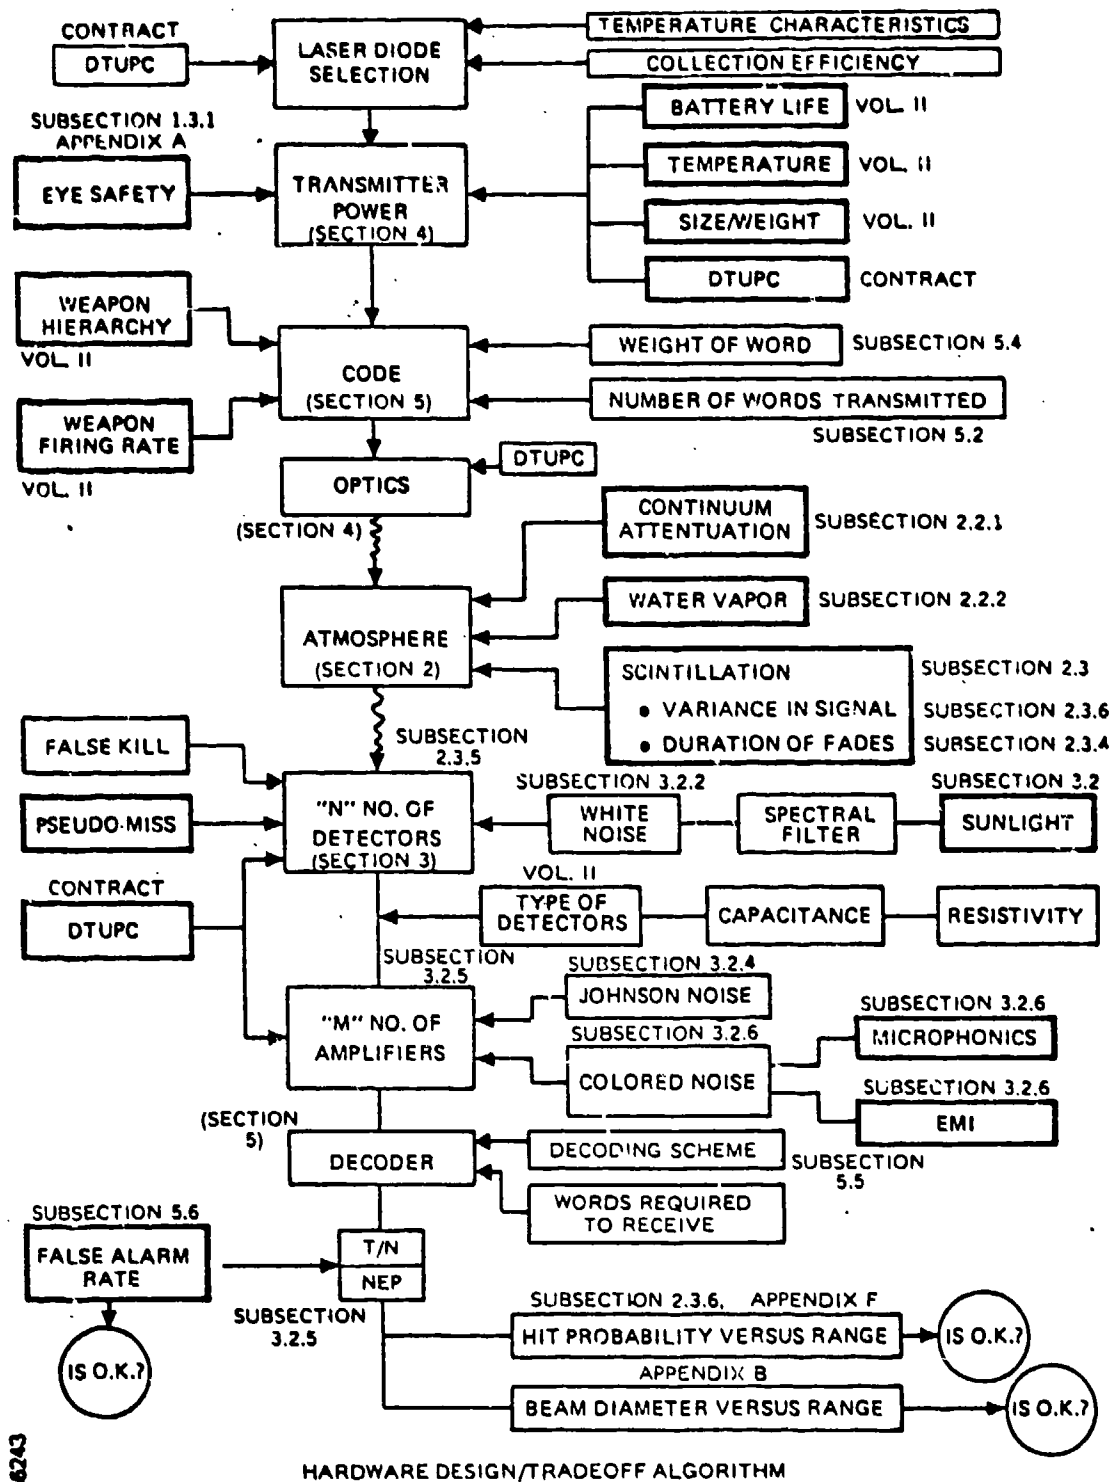 CONTRACT
DTUPC
LASER DIODE
SELECTION
TEMPERATURE CHARACTERISTICS
COLLECTION EFFICIENCY
SUBSECTION 1.3.1
APPENDIX A
EYE SAFETY
TRANSMITTER
POWER
(SECTION 4)
BATTERY LIFE VOL. II
TEMPERATURE VOL. II
SIZE/WEIGHT VOL. II
DTUPC CONTRACT
WEAPON
HIERARCHY
VOL. II
WEAPON
FIRING RATE
VOL. II
CODE
(SECTION 5)
WEIGHT OF WORD SUBSECTION 5.4
NUMBER OF WORDS TRANSMITTED
SUBSECTION 5.2
OPTICS
DTUPC
(SECTION 4)
CONTINUUM
ATTENTUATION
SUBSECTION 2.2.1
WATER VAPOR SUBSECTION 2.2.2
ATMOSPHERE
(SECTION 2)
SCINTILLATION SUBSECTION 2.3
• VARIANCE IN SIGNAL SUBSECTION 2.3.6
• DURATION OF FADES SUBSECTION 2.3.4
SUBSECTION
2.3.5
FALSE KILL
PSEUDO-MISS
CONTRACT
DTUPC
"N" NO. OF
DETECTORS
(SECTION 3)
SUBSECTION 3.2.2
WHITE
NOISE
SPECTRAL
FILTER
SUBSECTION 3.2
SUNLIGHT
VOL. II
TYPE OF
DETECTORS
CAPACITANCE
RESISTIVITY
SUBSECTION
3.2.5
"M" NO. OF
AMPLIFIERS
SUBSECTION 3.2.4
JOHNSON NOISE
SUBSECTION 3.2.6
COLORED NOISE
SUBSECTION 3.2.6
MICROPHONICS
SUBSECTION 3.2.6
EMI
(SECTION
5)
DECODER
DECODING SCHEME
SUBSECTION
5.5
WORDS REQUIRED
TO RECEIVE
SUBSECTION 5.6
FALSE ALARM
RATE
IS O.K.?
T/N
NEP
SUBSECTION
3.2.5
SUBSECTION 2.3.6, APPENDIX F
HIT PROBABILITY VERSUS RANGE
IS O.K.?
APPENDIX B
BEAM DIAMETER VERSUS RANGE
IS O.K.?
6243
HARDWARE DESIGN/TRADEOFF ALGORITHM